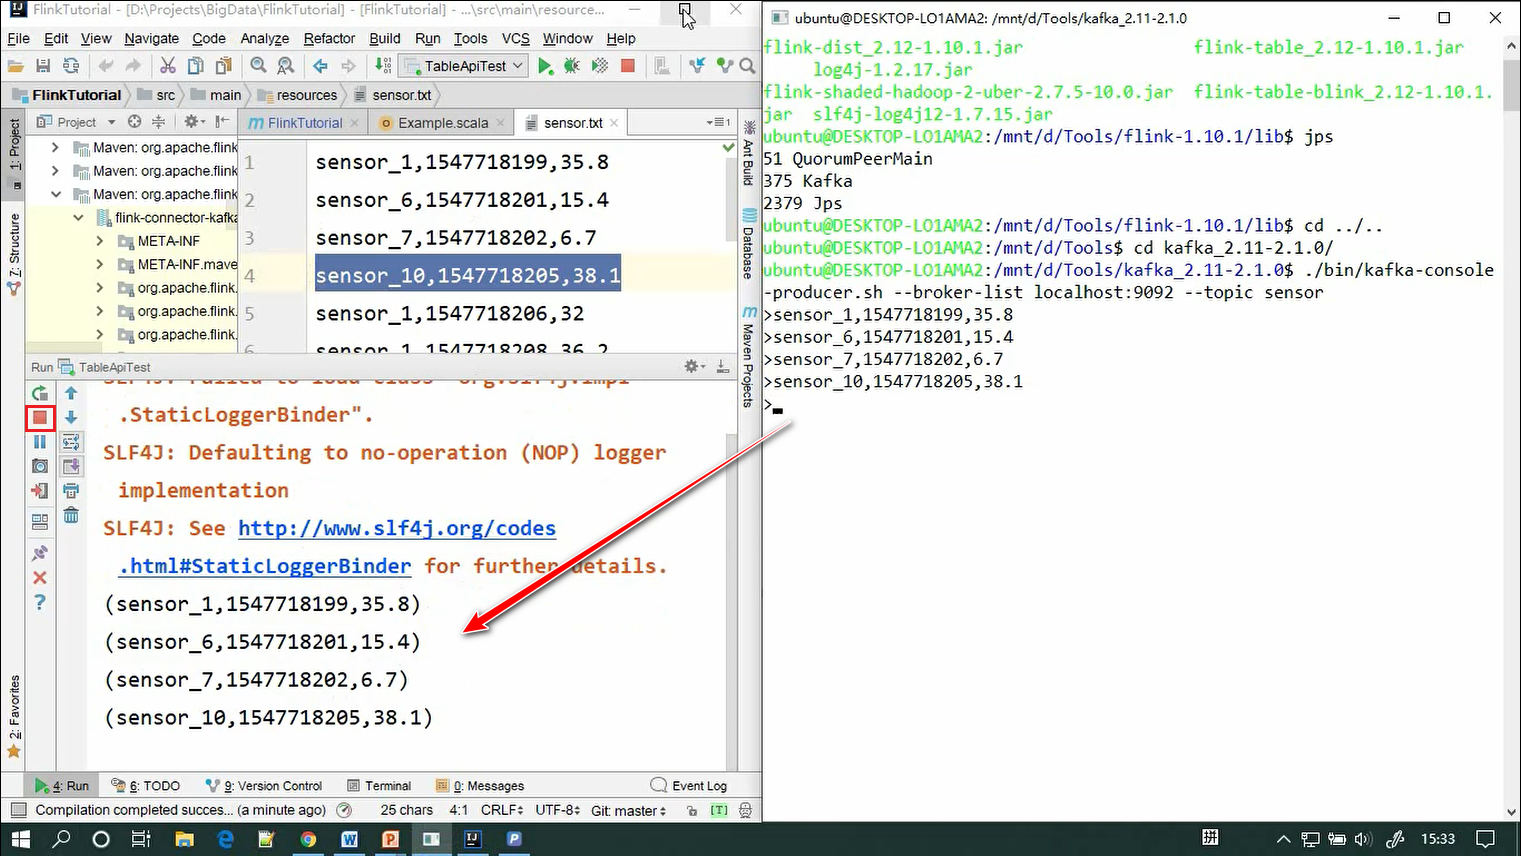 FlinkTutorial - [D:\Projects\BigData\FlinkTutorial] - [FlinkTutorial] - ...\src\main\resource...
File Edit View Navigate Code Analyze Refactor Build Run Tools VCS Window Help
TableApiTest
FlinkTutorial src main resources sensor.txt
Project
FlinkTutorial Example.scala sensor.txt
1: Project
7: Structure
2: Favorites
Maven: org.apache.flink
Maven: org.apache.flink
Maven: org.apache.flink
flink-connector-kafka
META-INF
META-INF.mave
org.apache.flink.
org.apache.flink.
org.apache.flink.
1 sensor_1,1547718199,35.8
2 sensor_6,1547718201,15.4
3 sensor_7,1547718202,6.7
4 sensor_10,1547718205,38.1
5 sensor_1,1547718206,32
6 sensor_1,1547718208,36.2
Ant Build
Database
Maven Projects
Run TableApiTest
SLF4J: Failed to load class "org.slf4j.impl
.StaticLoggerBinder".
SLF4J: Defaulting to no-operation (NOP) logger
implementation
SLF4J: See http://www.slf4j.org/codes
.html#StaticLoggerBinder for further details.
(sensor_1,1547718199,35.8)
(sensor_6,1547718201,15.4)
(sensor_7,1547718202,6.7)
(sensor_10,1547718205,38.1)
4: Run 6: TODO 9: Version Control Terminal 0: Messages Event Log
Compilation completed succes... (a minute ago) 25 chars 4:1 CRLF UTF-8 Git: master [T]
ubuntu@DESKTOP-LO1AMA2: /mnt/d/Tools/kafka_2.11-2.1.0
flink-dist_2.12-1.10.1.jar flink-table_2.12-1.10.1.jar
log4j-1.2.17.jar
flink-shaded-hadoop-2-uber-2.7.5-10.0.jar flink-table-blink_2.12-1.10.1.
jar slf4j-log4j12-1.7.15.jar
ubuntu@DESKTOP-LO1AMA2:/mnt/d/Tools/flink-1.10.1/lib$ jps
51 QuorumPeerMain
375 Kafka
2379 Jps
ubuntu@DESKTOP-LO1AMA2:/mnt/d/Tools/flink-1.10.1/lib$ cd ../..
ubuntu@DESKTOP-LO1AMA2:/mnt/d/Tools$ cd kafka_2.11-2.1.0/
ubuntu@DESKTOP-LO1AMA2:/mnt/d/Tools/kafka_2.11-2.1.0$ ./bin/kafka-console
-producer.sh --broker-list localhost:9092 --topic sensor
>sensor_1,1547718199,35.8
>sensor_6,1547718201,15.4
>sensor_7,1547718202,6.7
>sensor_10,1547718205,38.1
>
拼 15:33